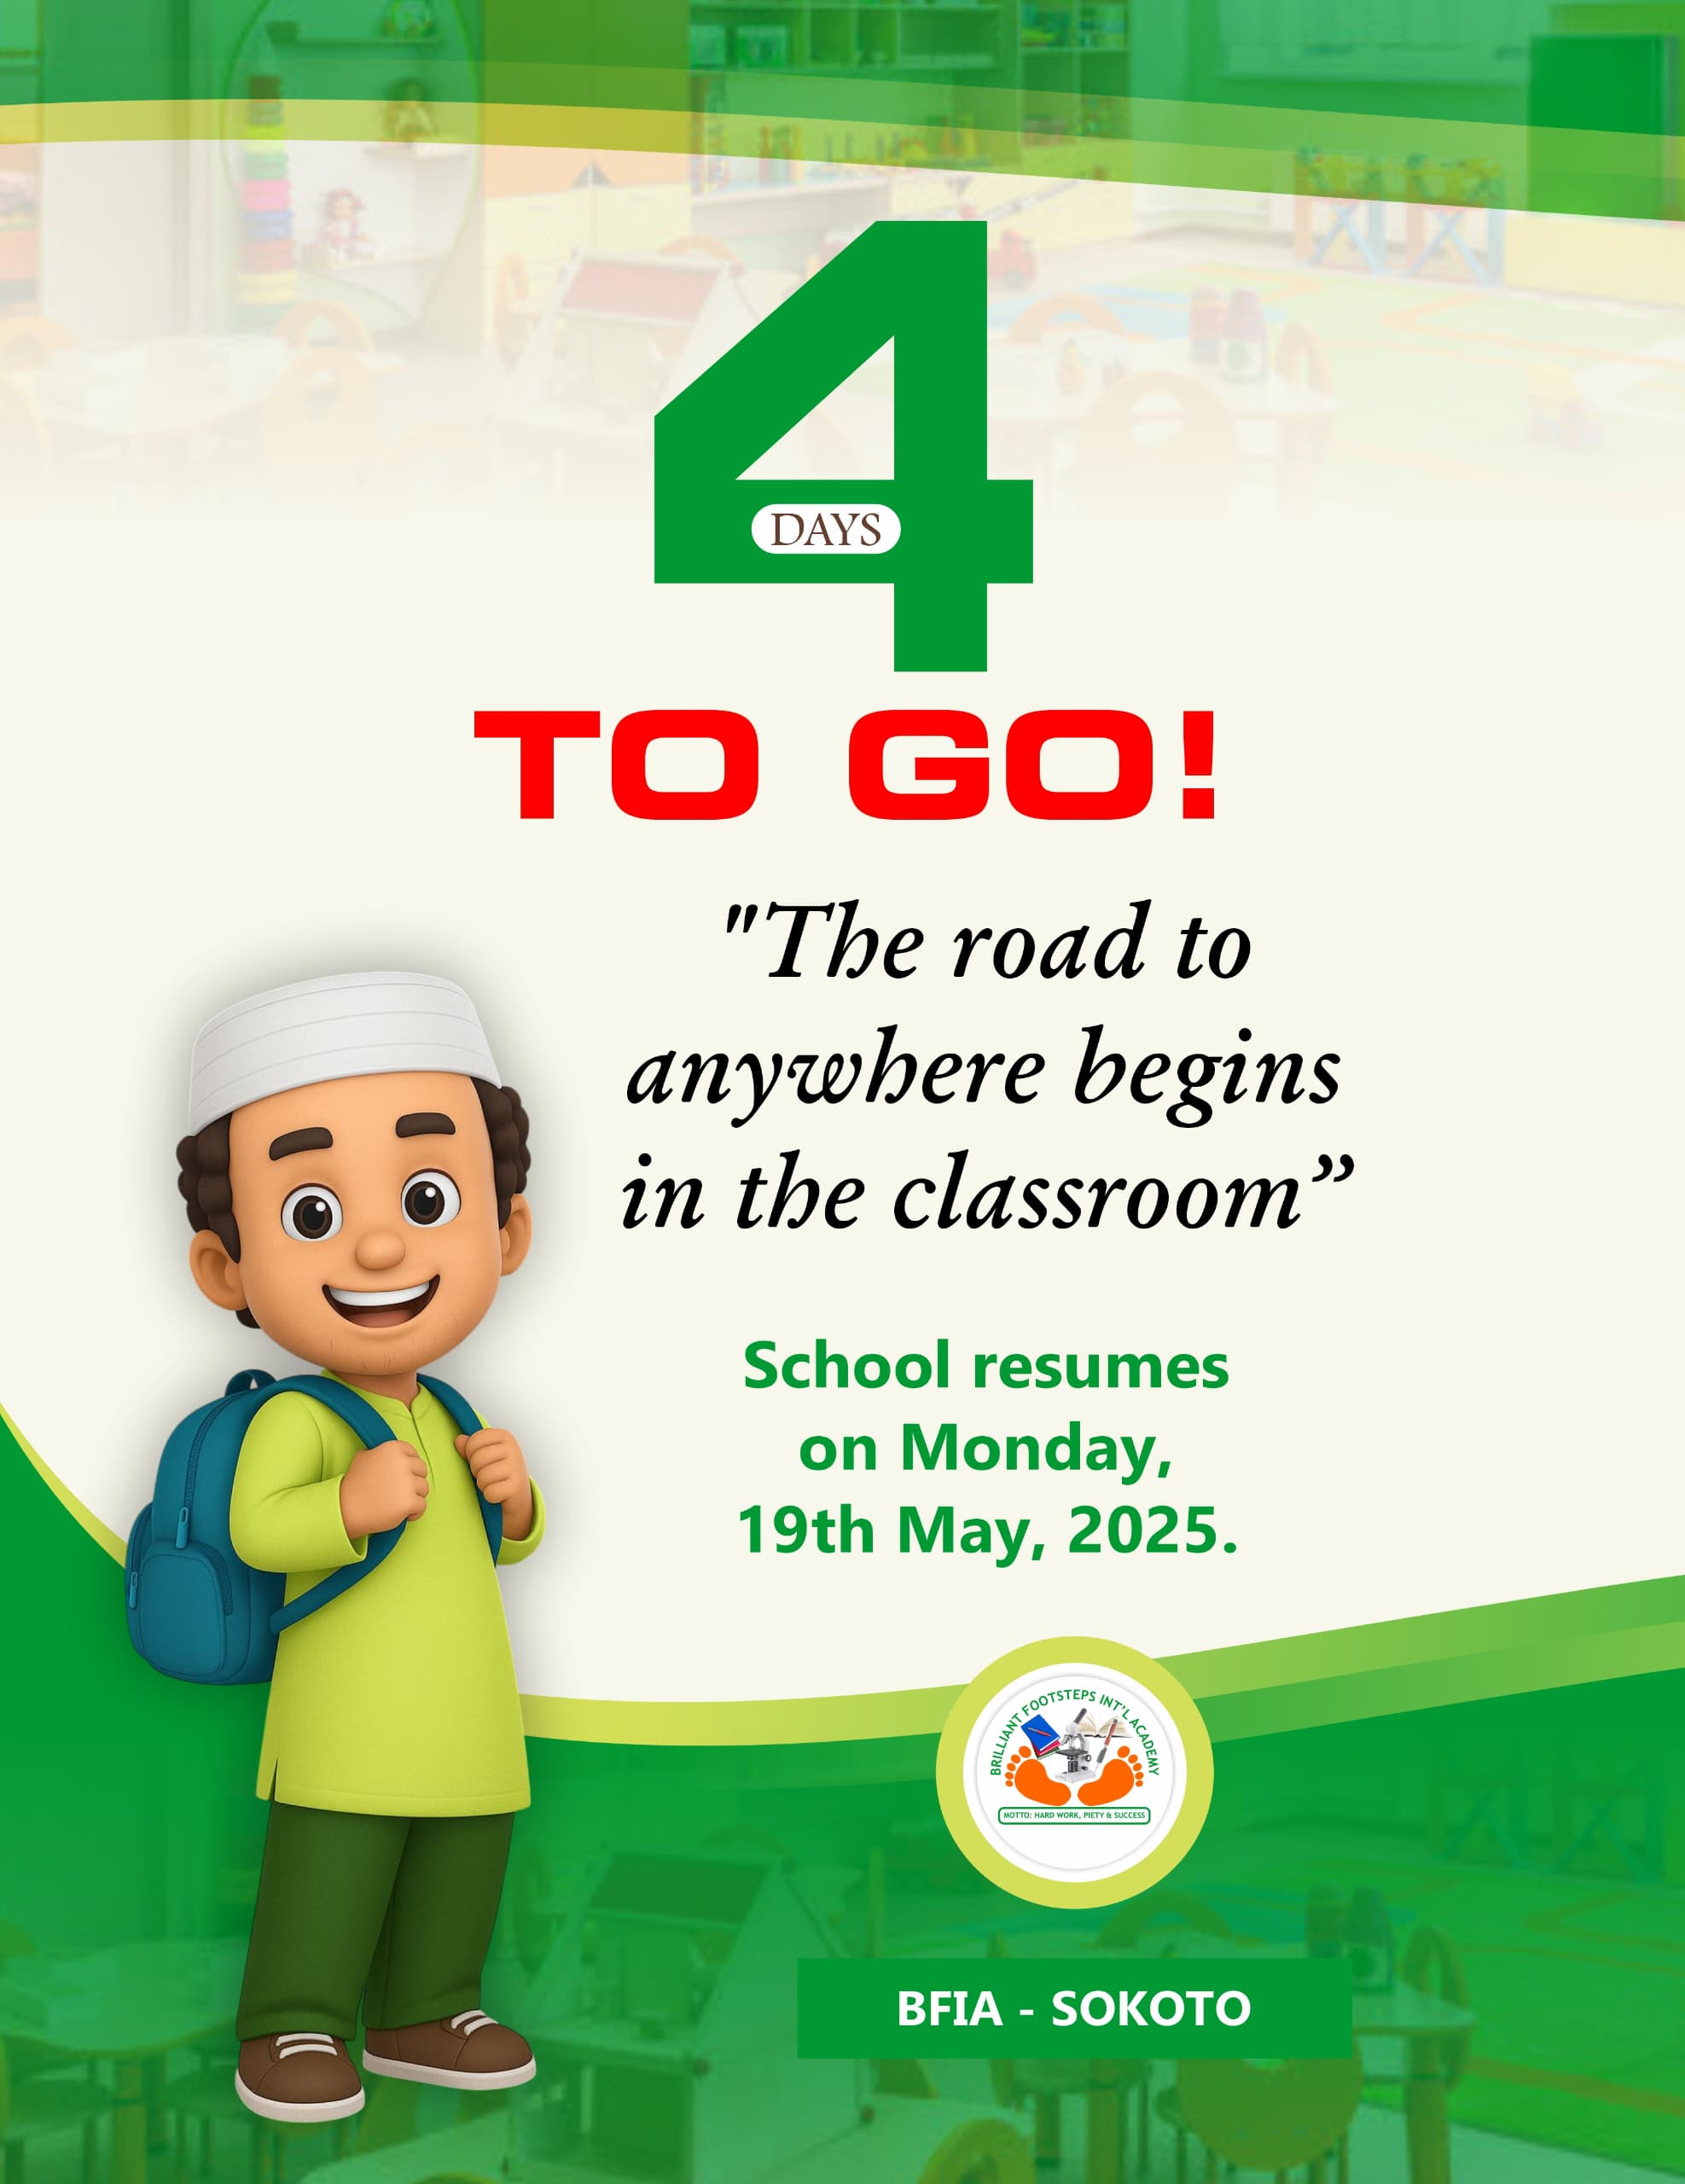 4
DAYS
TO GO!
"The road to
anywhere begins
in the classroom”
School resumes
on Monday,
19th May, 2025.
BRILLIANT FOOTSTEPS INT'L ACADEMY
MOTTO: HARD WORK, PIETY & SUCCESS
BFIA - SOKOTO